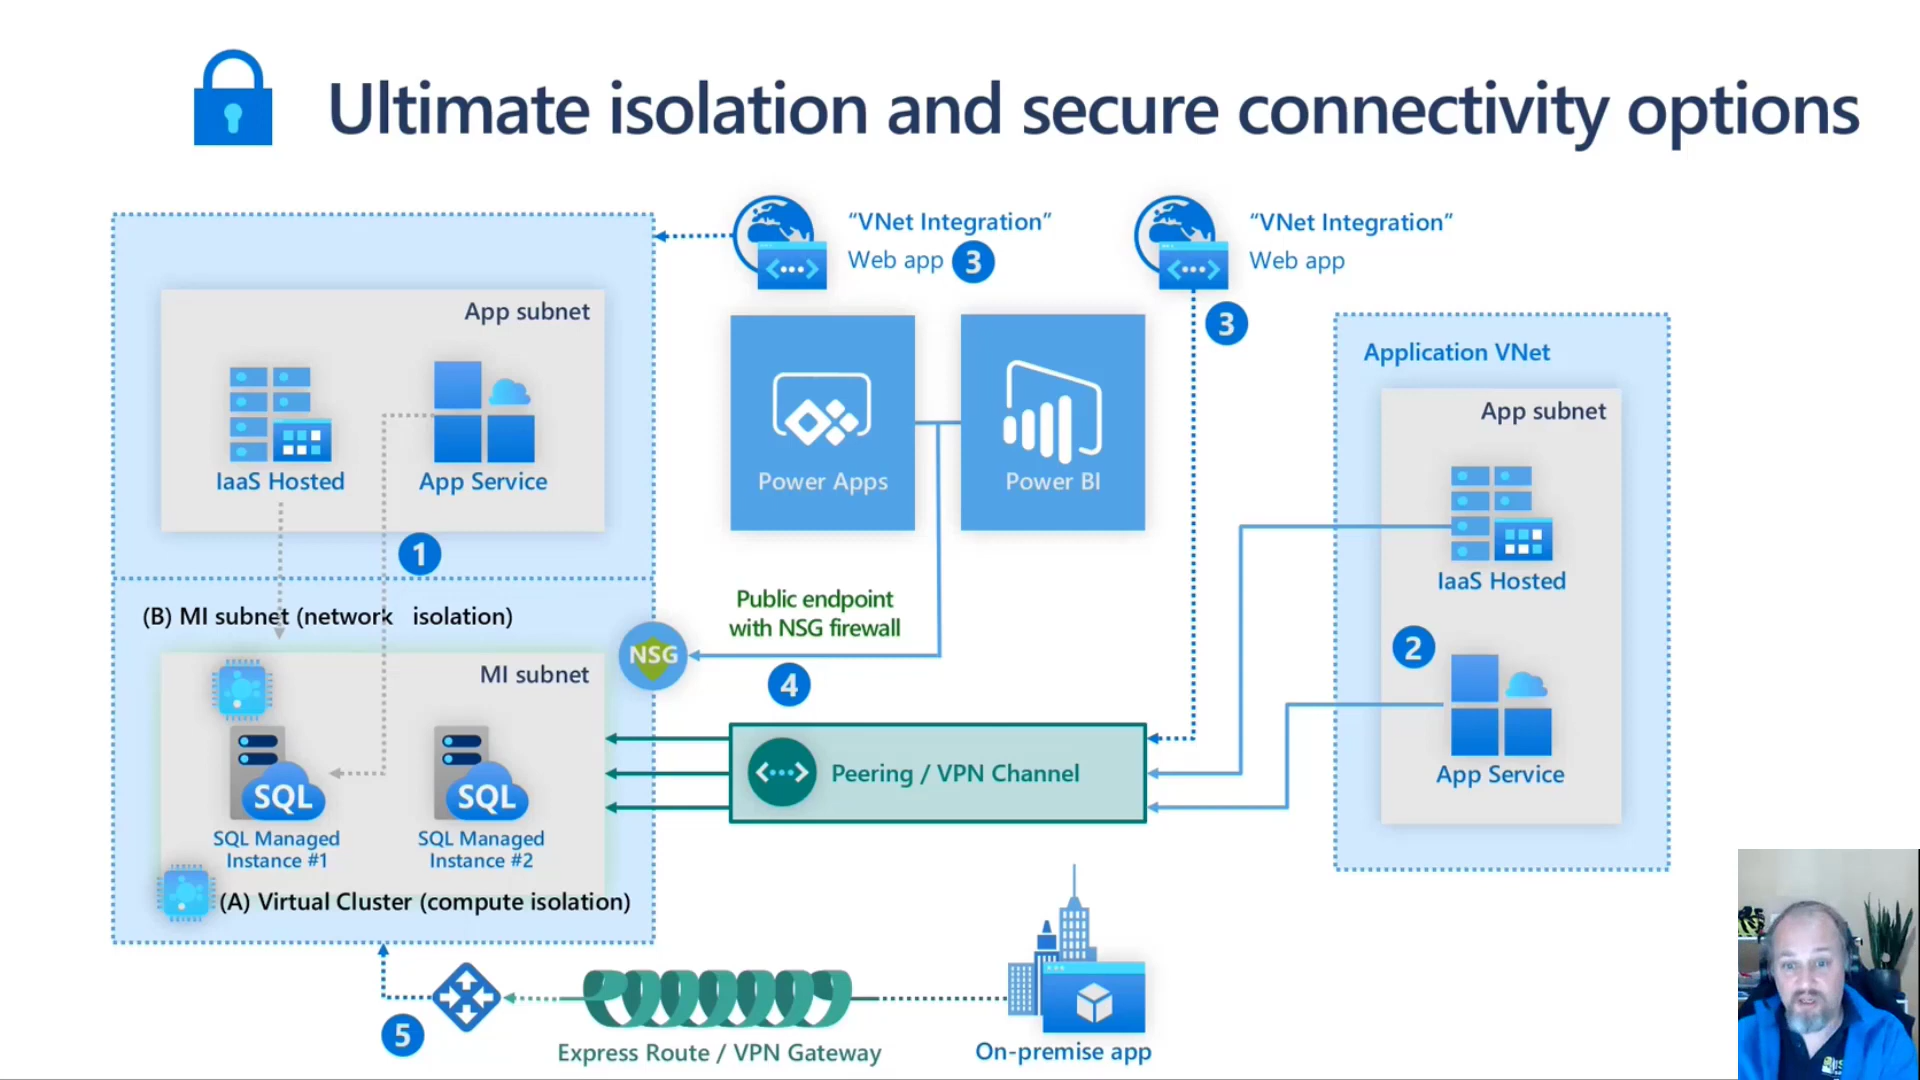 Ultimate isolation and secure connectivity options
"VNet Integration"
Web app 3
"VNet Integration"
Web app
3
App subnet
IaaS Hosted
App Service
1
Power Apps
Power BI
Application VNet
App subnet
IaaS Hosted
2
App Service
(B) MI subnet (network isolation)
Public endpoint
with NSG firewall
NSG
4
MI subnet
SQL
SQL
SQL Managed
Instance #1
SQL Managed
Instance #2
(A) Virtual Cluster (compute isolation)
Peering / VPN Channel
5
Express Route / VPN Gateway
On-premise app